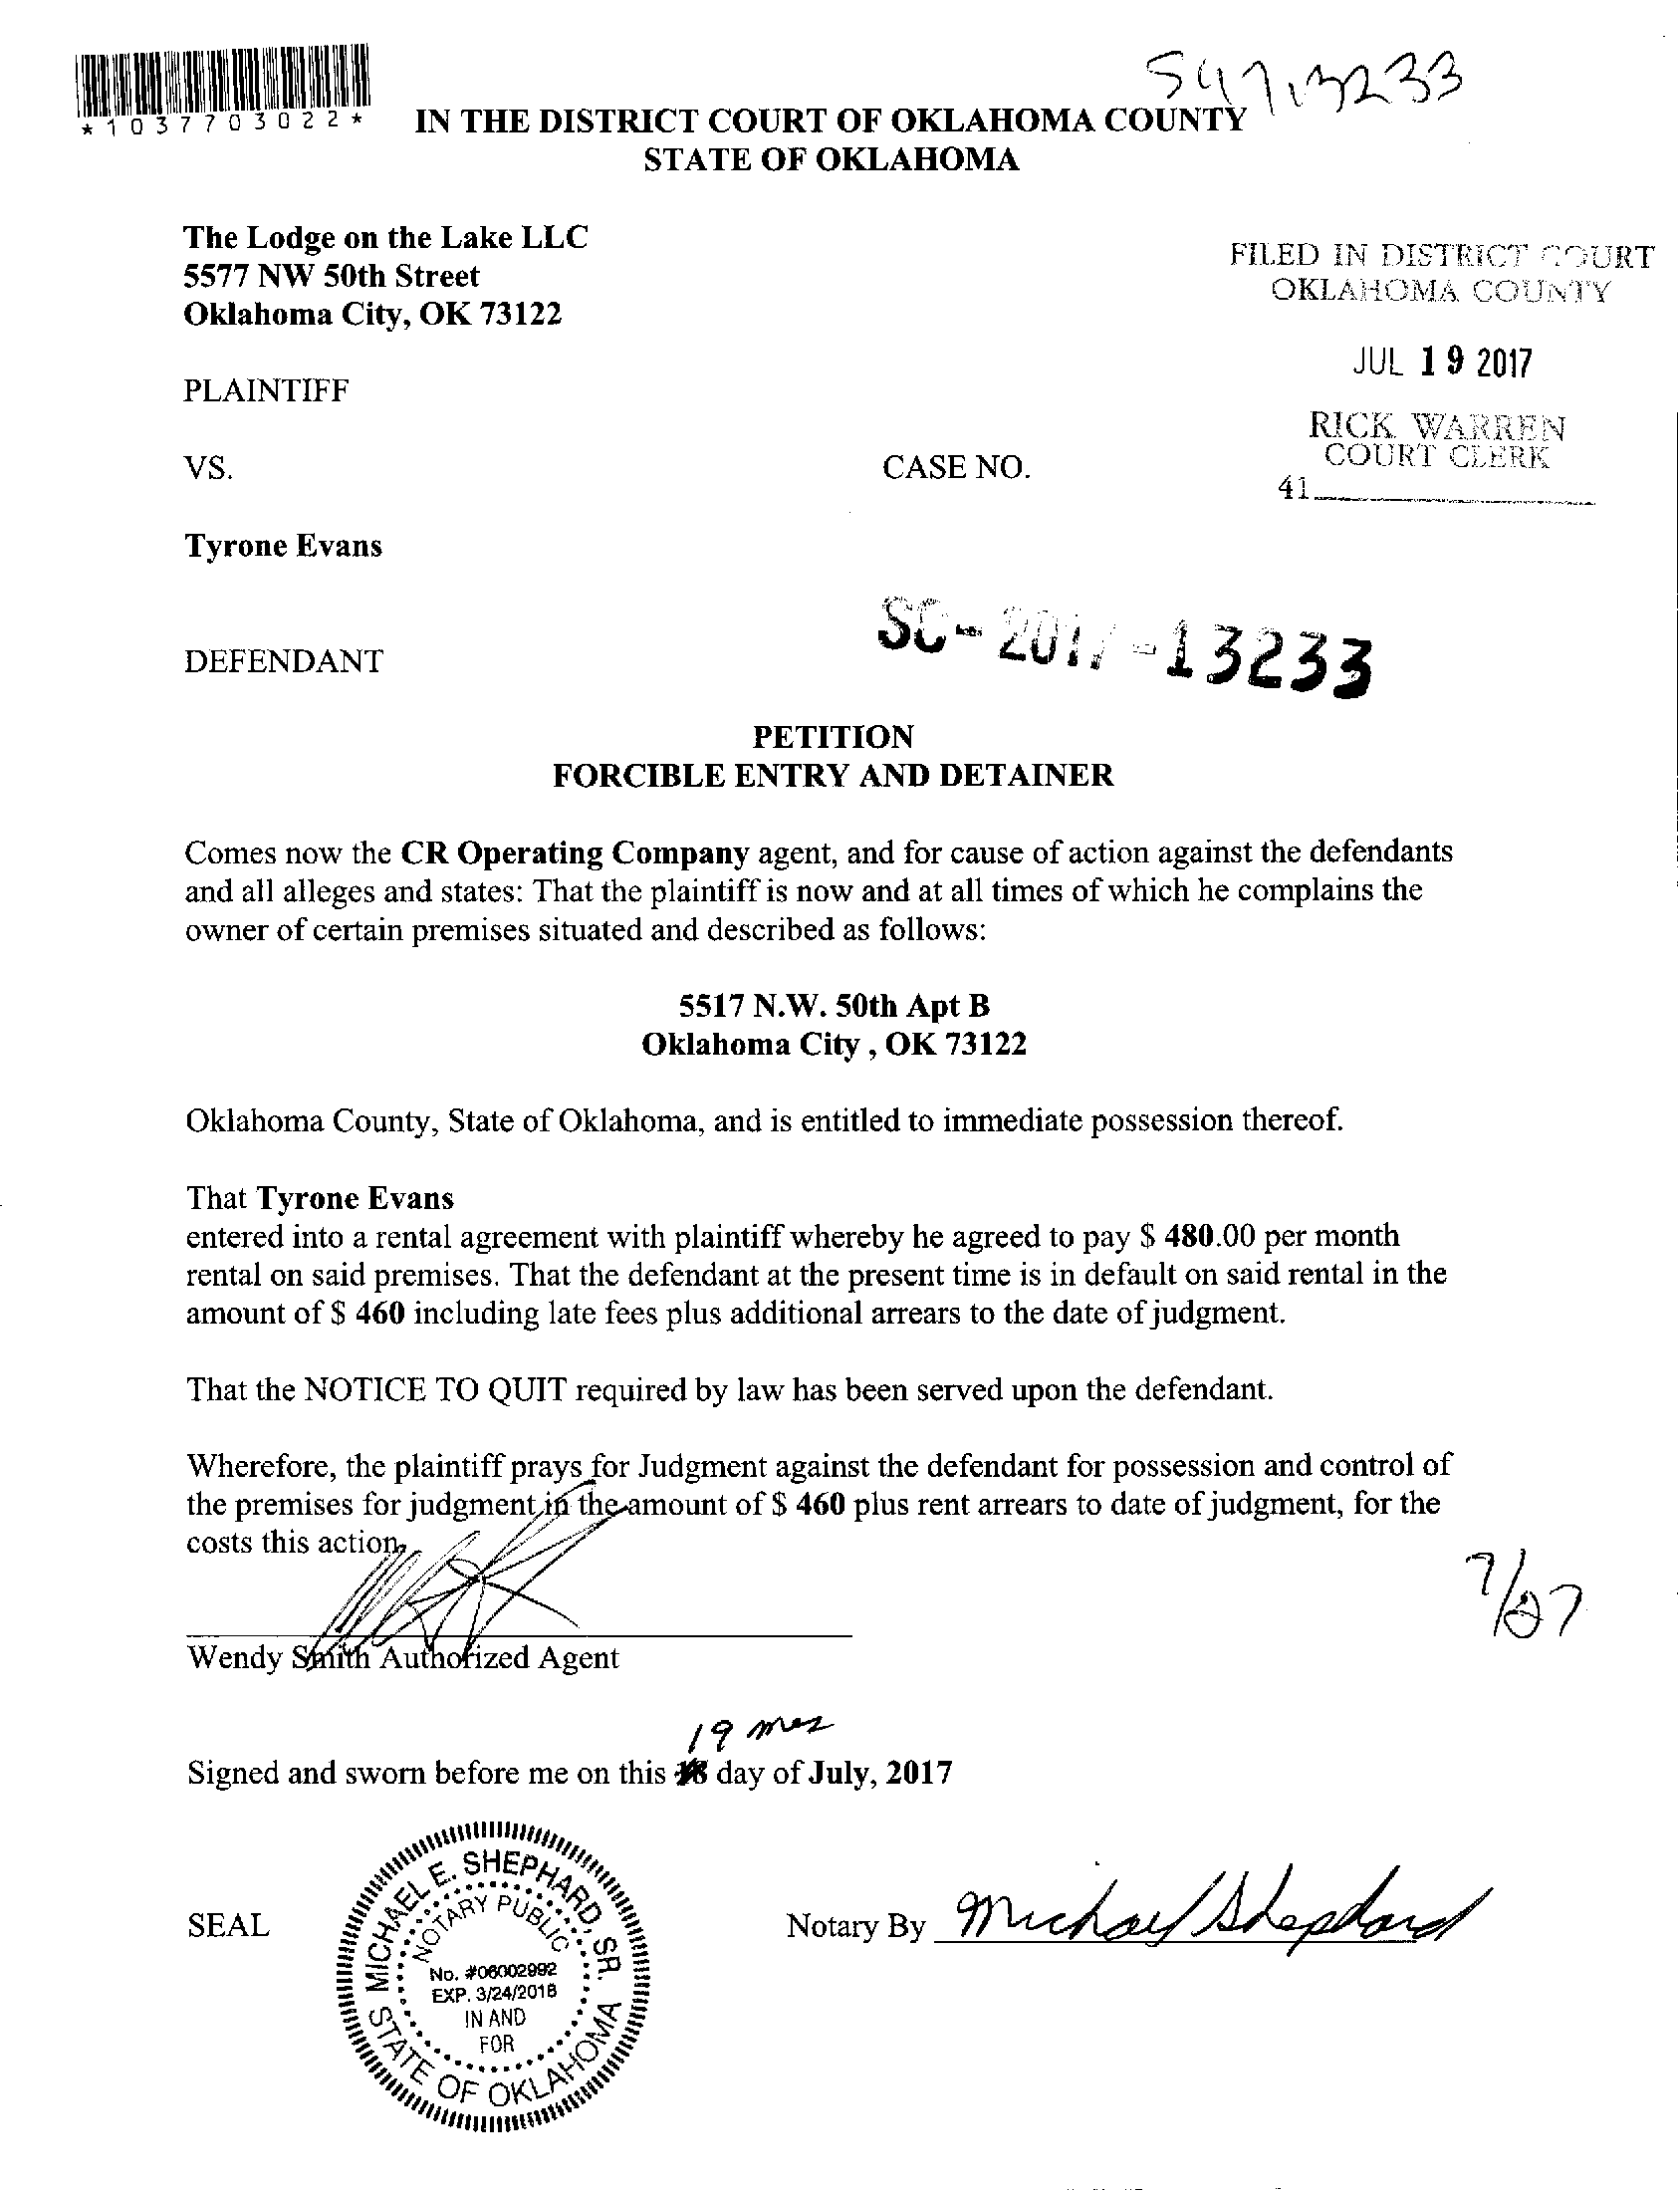 *1037703022*
IN THE DISTRICT COURT OF OKLAHOMA COUNTY
STATE OF OKLAHOMA
The Lodge on the Lake LLC
5577 NW 50th Street
Oklahoma City, OK 73122
FILED IN DISTRICT COURT
OKLAHOMA COUNTY
JUL 19 2017
PLAINTIFF
RICK WARREN
COURT CLERK
41
VS.
CASE NO.
Tyrone Evans
SC-2017-13233
DEFENDANT
PETITION
FORCIBLE ENTRY AND DETAINER
Comes now the CR Operating Company agent, and for cause of action against the defendants
and all alleges and states: That the plaintiff is now and at all times of which he complains the
owner of certain premises situated and described as follows:
5517 N.W. 50th Apt B
Oklahoma City , OK 73122
Oklahoma County, State of Oklahoma, and is entitled to immediate possession thereof.
That Tyrone Evans
entered into a rental agreement with plaintiff whereby he agreed to pay $ 480.00 per month
rental on said premises. That the defendant at the present time is in default on said rental in the
amount of $ 460 including late fees plus additional arrears to the date of judgment.
That the NOTICE TO QUIT required by law has been served upon the defendant.
Wherefore, the plaintiff prays for Judgment against the defendant for possession and control of
the premises for judgment in the amount of $ 460 plus rent arrears to date of judgment, for the
costs this action.
7/27
Wendy Smith Authorized Agent
19 mes
Signed and sworn before me on this 18 day of July, 2017
SEAL
MICHAEL E. SHEPHARD, SR.
NOTARY PUBLIC
No. #06002992
EXP. 3/24/2018
IN AND
FOR
STATE OF OKLAHOMA
Notary By Michael Shephard